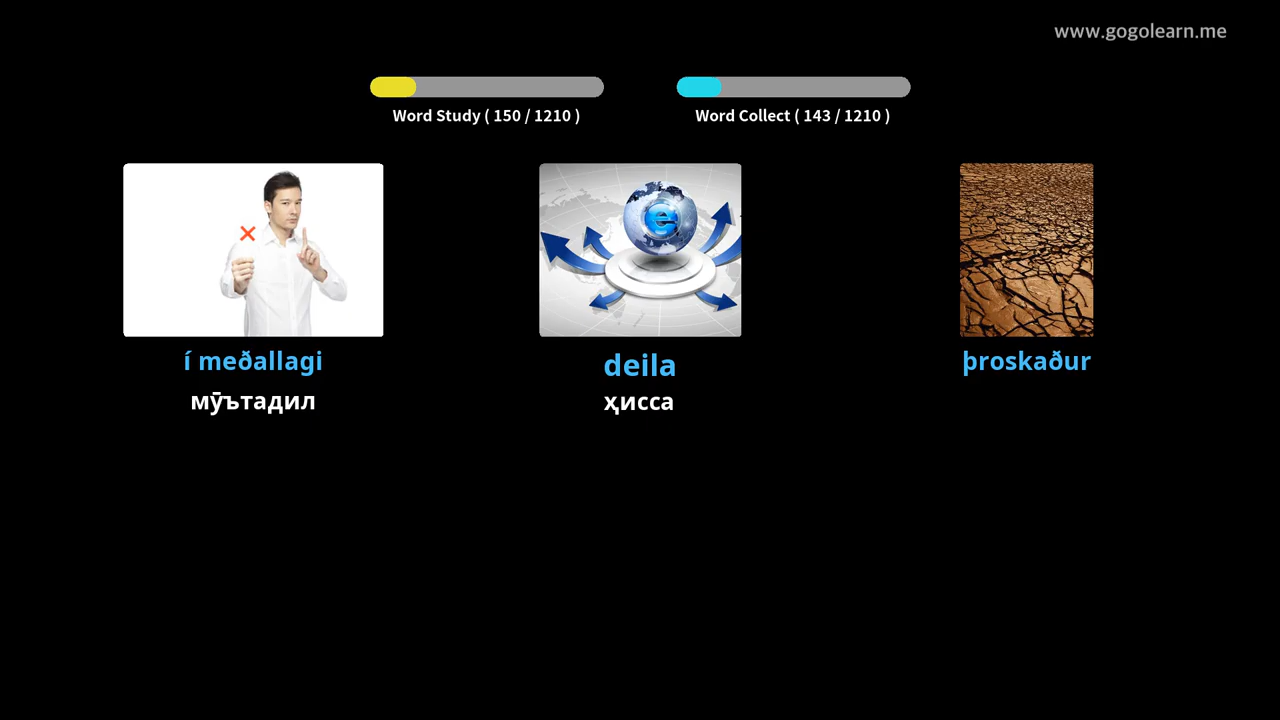 www.gogolearn.me
Word Study ( 150 / 1210 )
Word Collect ( 143 / 1210 )
í meðallagi
мӯътадил
deila
ҳисса
þroskaður